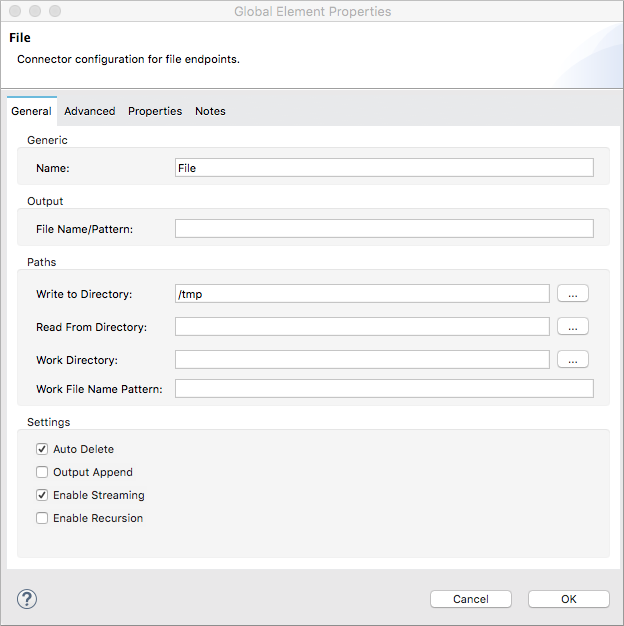 Global Element Properties
File
Connector configuration for file endpoints.
General Advanced Properties Notes
Generic
Name: File
Output
File Name/Pattern:
Paths
Write to Directory: /tmp ...
Read From Directory: ...
Work Directory: ...
Work File Name Pattern:
Settings
Auto Delete
Output Append
Enable Streaming
Enable Recursion
? Cancel OK